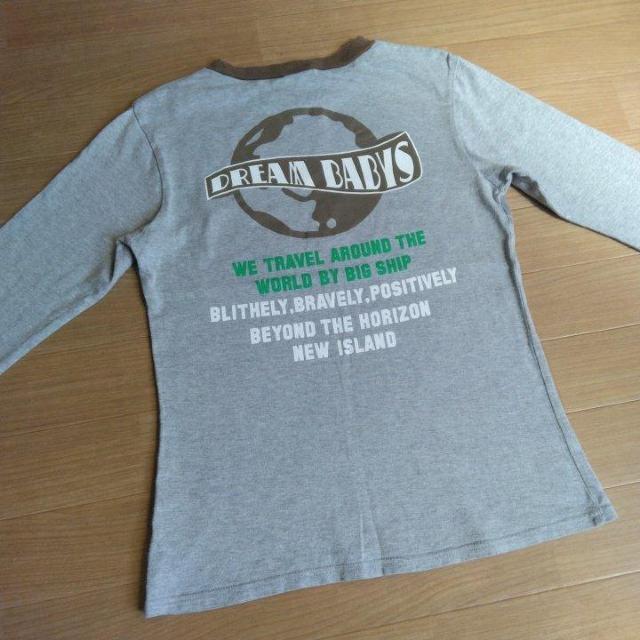 DREAM BABYS
WE TRAVEL AROUND THE
WORLD BY BIG SHIP
BLITHELY,BRAVELY,POSITIVELY
BEYOND THE HORIZON
NEW ISLAND